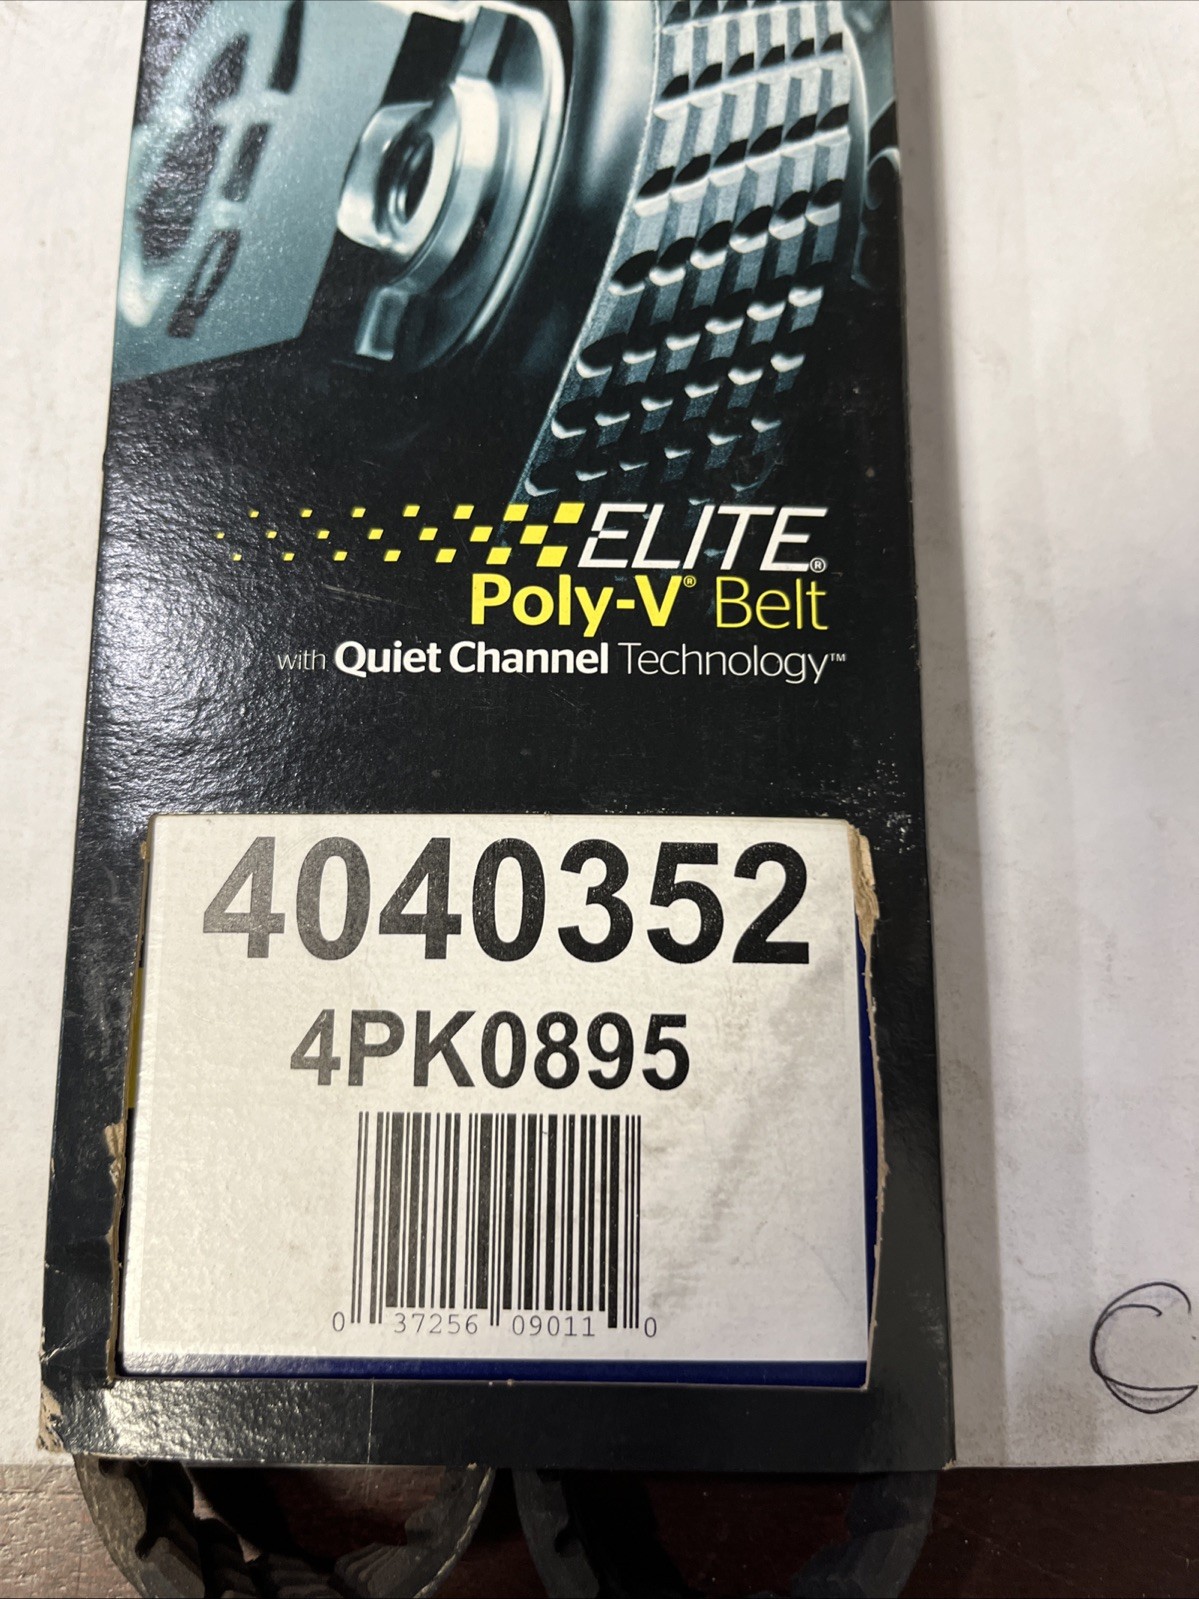 ELITE®
Poly-V® Belt
with Quiet Channel Technology™
4040352
4PK0895
0 37256 09011 0